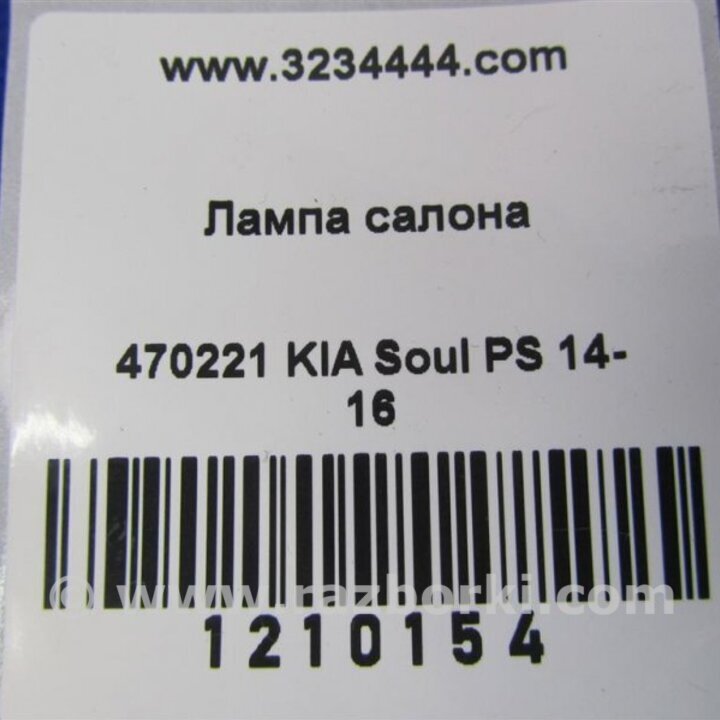 www.3234444.com
Лампа салона
470221 KIA Soul PS 14-
16
© www.razborki.com
1210154